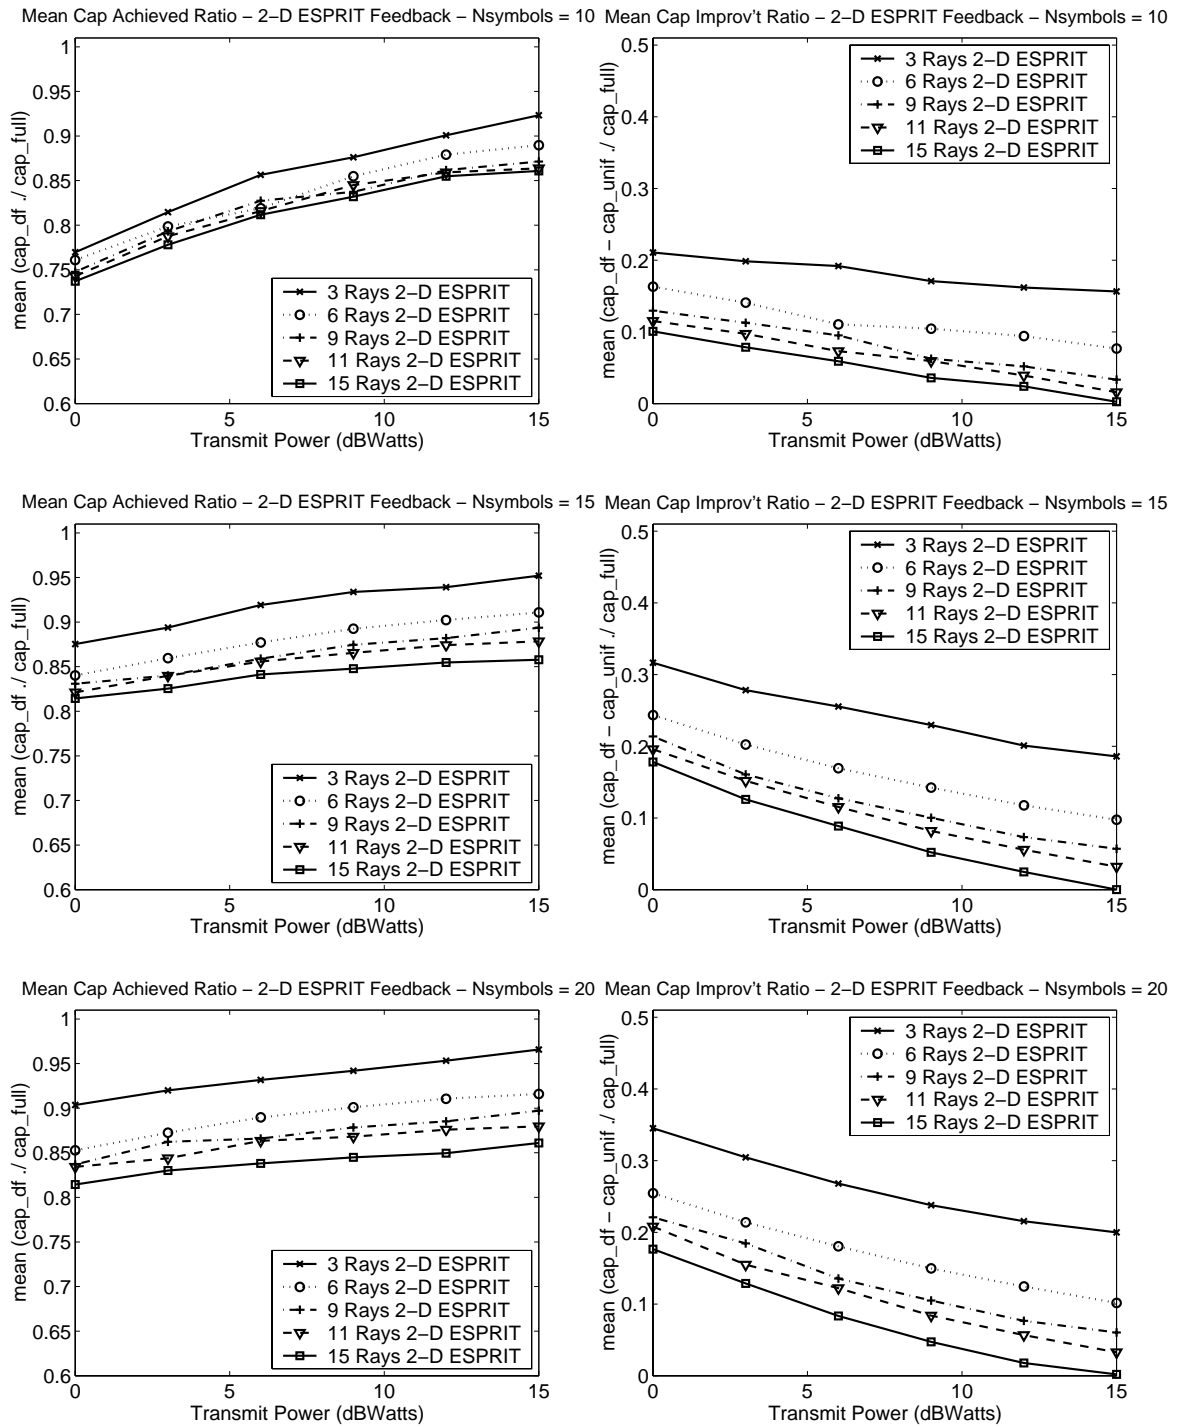 Mean Cap Achieved Ratio − 2−D ESPRIT Feedback − Nsymbols = 10
1
0.95
0.9
0.85
0.8
0.75
0.7
0.65
0.6
mean (cap_df ./ cap_full)
3 Rays 2−D ESPRIT
6 Rays 2−D ESPRIT
9 Rays 2−D ESPRIT
11 Rays 2−D ESPRIT
15 Rays 2−D ESPRIT
0 5 10 15
Transmit Power (dBWatts)
Mean Cap Improv't Ratio − 2−D ESPRIT Feedback − Nsymbols = 10
0.5
0.4
0.3
0.2
0.1
0
mean (cap_df − cap_unif ./ cap_full)
3 Rays 2−D ESPRIT
6 Rays 2−D ESPRIT
9 Rays 2−D ESPRIT
11 Rays 2−D ESPRIT
15 Rays 2−D ESPRIT
0 5 10 15
Transmit Power (dBWatts)
Mean Cap Achieved Ratio − 2−D ESPRIT Feedback − Nsymbols = 15
1
0.95
0.9
0.85
0.8
0.75
0.7
0.65
0.6
mean (cap_df ./ cap_full)
3 Rays 2−D ESPRIT
6 Rays 2−D ESPRIT
9 Rays 2−D ESPRIT
11 Rays 2−D ESPRIT
15 Rays 2−D ESPRIT
0 5 10 15
Transmit Power (dBWatts)
Mean Cap Improv't Ratio − 2−D ESPRIT Feedback − Nsymbols = 15
0.5
0.4
0.3
0.2
0.1
0
mean (cap_df − cap_unif ./ cap_full)
3 Rays 2−D ESPRIT
6 Rays 2−D ESPRIT
9 Rays 2−D ESPRIT
11 Rays 2−D ESPRIT
15 Rays 2−D ESPRIT
0 5 10 15
Transmit Power (dBWatts)
Mean Cap Achieved Ratio − 2−D ESPRIT Feedback − Nsymbols = 20
1
0.95
0.9
0.85
0.8
0.75
0.7
0.65
0.6
mean (cap_df ./ cap_full)
3 Rays 2−D ESPRIT
6 Rays 2−D ESPRIT
9 Rays 2−D ESPRIT
11 Rays 2−D ESPRIT
15 Rays 2−D ESPRIT
0 5 10 15
Transmit Power (dBWatts)
Mean Cap Improv't Ratio − 2−D ESPRIT Feedback − Nsymbols = 20
0.5
0.4
0.3
0.2
0.1
0
mean (cap_df − cap_unif ./ cap_full)
3 Rays 2−D ESPRIT
6 Rays 2−D ESPRIT
9 Rays 2−D ESPRIT
11 Rays 2−D ESPRIT
15 Rays 2−D ESPRIT
0 5 10 15
Transmit Power (dBWatts)